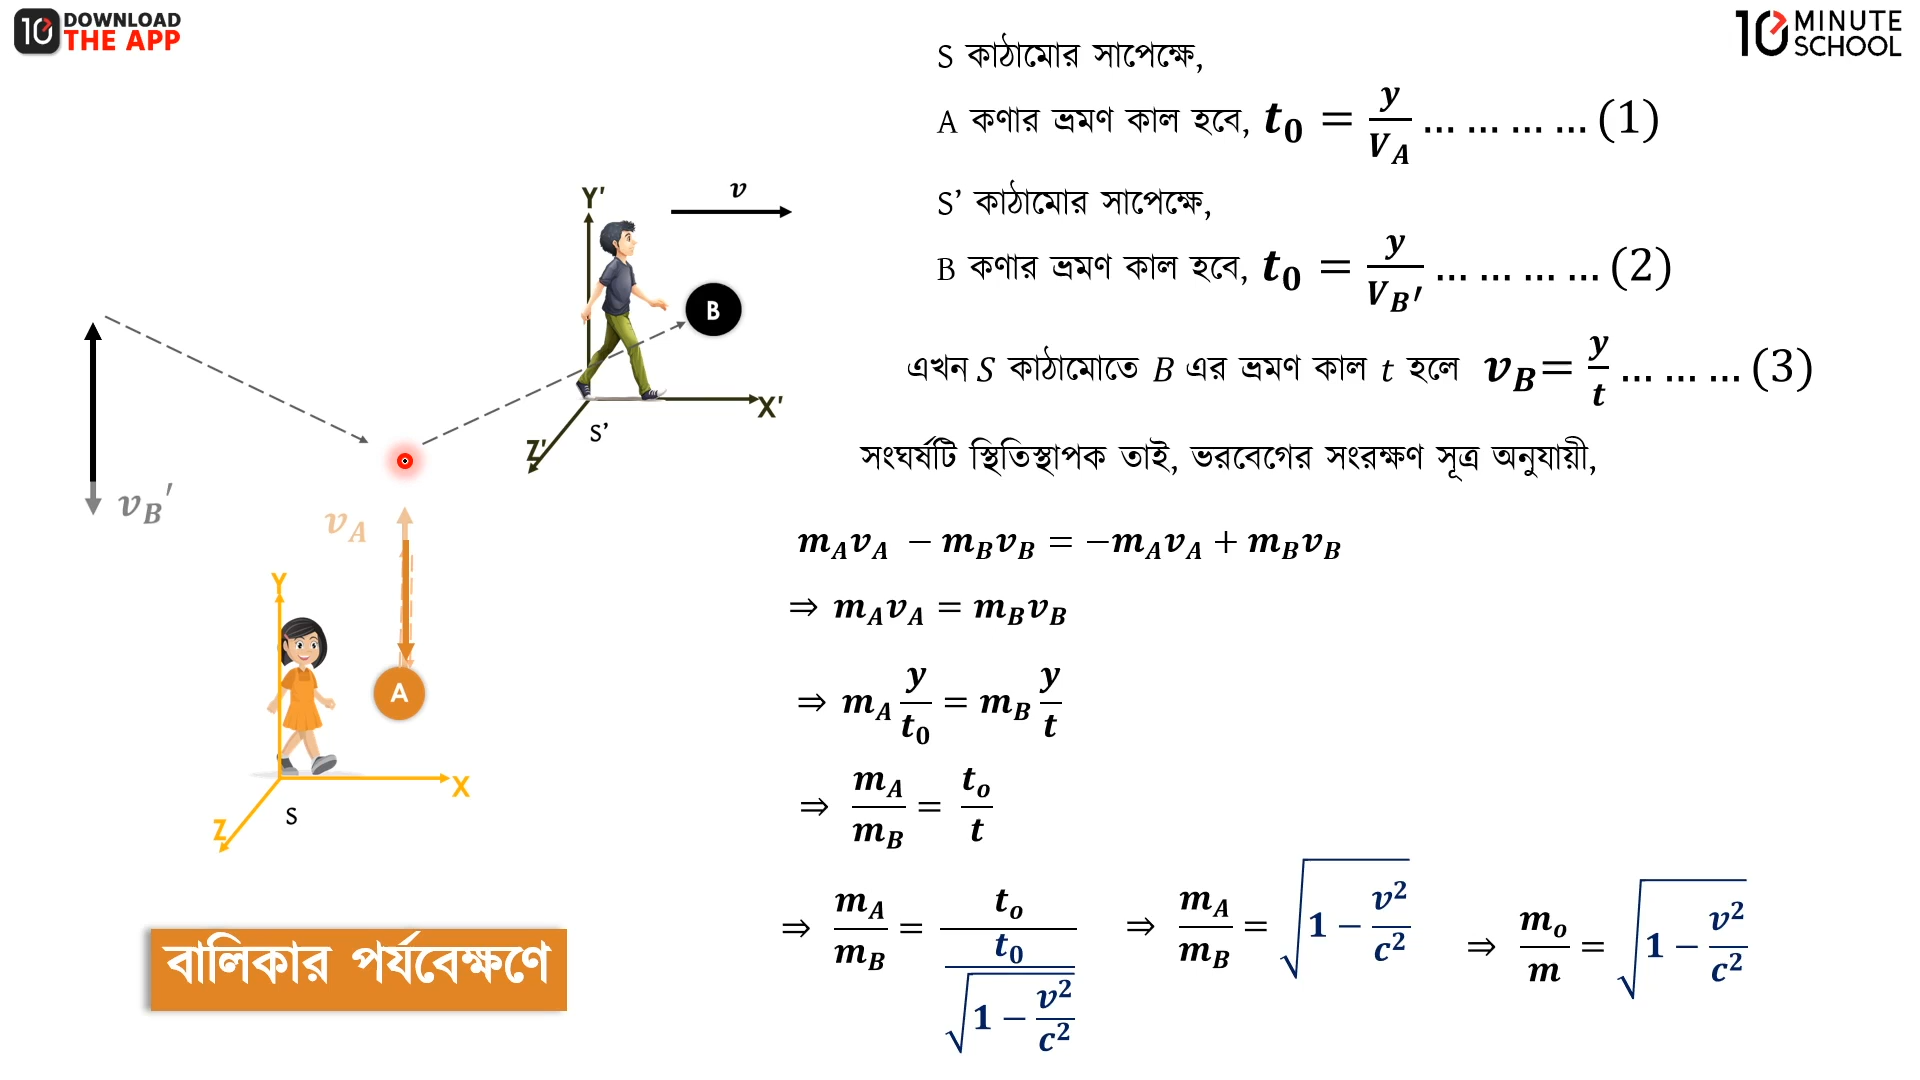 DOWNLOAD
THE APP
10 MINUTE
SCHOOL
S কাঠামোর সাপেক্ষে,
A কণার ভ্রমণ কাল হবে, t₀ = y/V_A ... ... ... ... (1)
S’ কাঠামোর সাপেক্ষে,
B কণার ভ্রমণ কাল হবে, t₀ = y/V_B′ ... ... ... ... (2)
এখন S কাঠামোতে B এর ভ্রমণ কাল t হলে v_B = y/t ... ... ... (3)
সংঘর্ষটি স্থিতিস্থাপক তাই, ভরবেগের সংরক্ষণ সূত্র অনুযায়ী,
m_A v_A − m_B v_B = −m_A v_A + m_B v_B
⇒ m_A v_A = m_B v_B
⇒ m_A y/t₀ = m_B y/t
⇒ m_A/m_B = t_o/t
⇒ m_A/m_B = t_o/(t₀/√(1 − v²/c²)) ⇒ m_A/m_B = √(1 − v²/c²) ⇒ m_o/m = √(1 − v²/c²)
Y′
v
B
X′
Z′
S’
v_B′
v_A
Y
A
X
Z
S
বালিকার পর্যবেক্ষণে